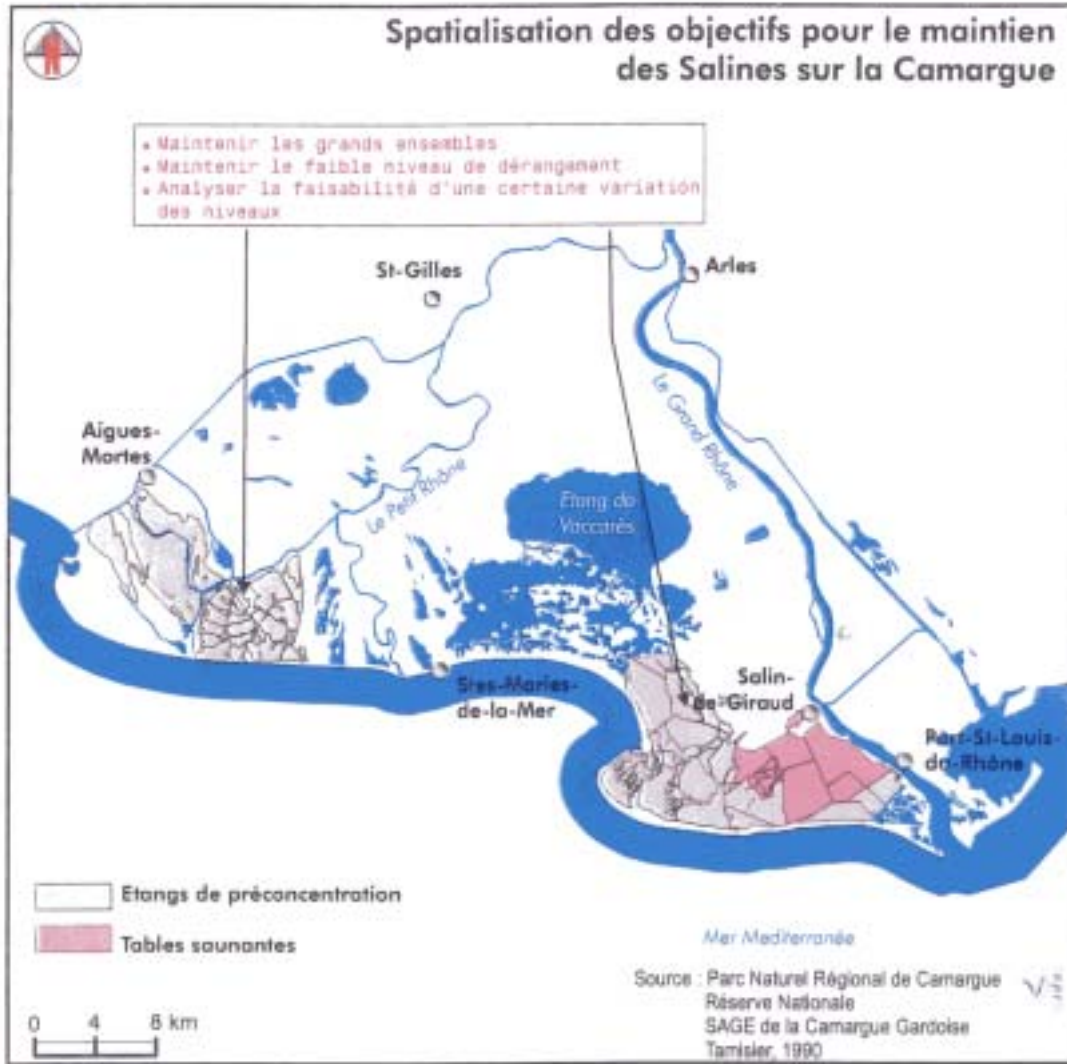 Spatialisation des objectifs pour le maintien
des Salines sur la Camargue
• Maintenir les grands ensembles
• Maintenir le faible niveau de dérangement
• Analyser la faisabilité d'une certaine variation
des niveaux
St-Gilles
Arles
Aigues-
Mortes
Le Petit Rhône
Le Grand Rhône
Etang de
Vaccarès
Stes-Maries-
de-la-Mer
Salin-
de-Giraud
Port-St-Louis-
du-Rhône
Etangs de préconcentration
Tables saunantes
Mer Mediterranée
Source : Parc Naturel Régional de Camargue
Réserve Nationale
SAGE de la Camargue Gardoise
Tamisier, 1990
0 4 8 km